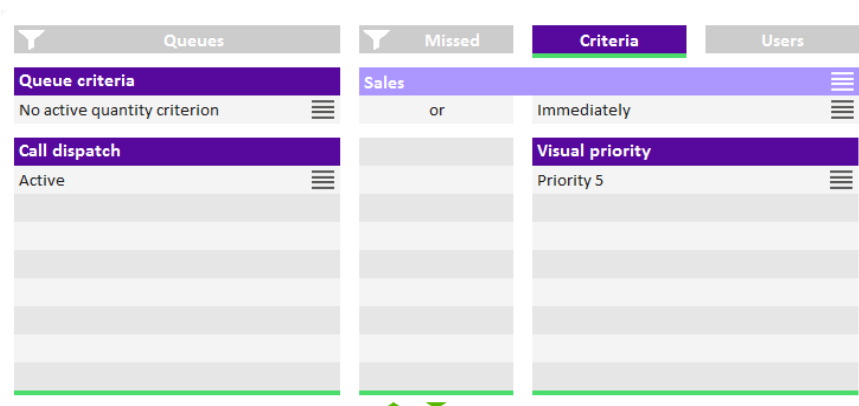 Queues Missed Criteria Users
Queue criteria Sales
No active quantity criterion or Immediately
Call dispatch Visual priority
Active Priority 5